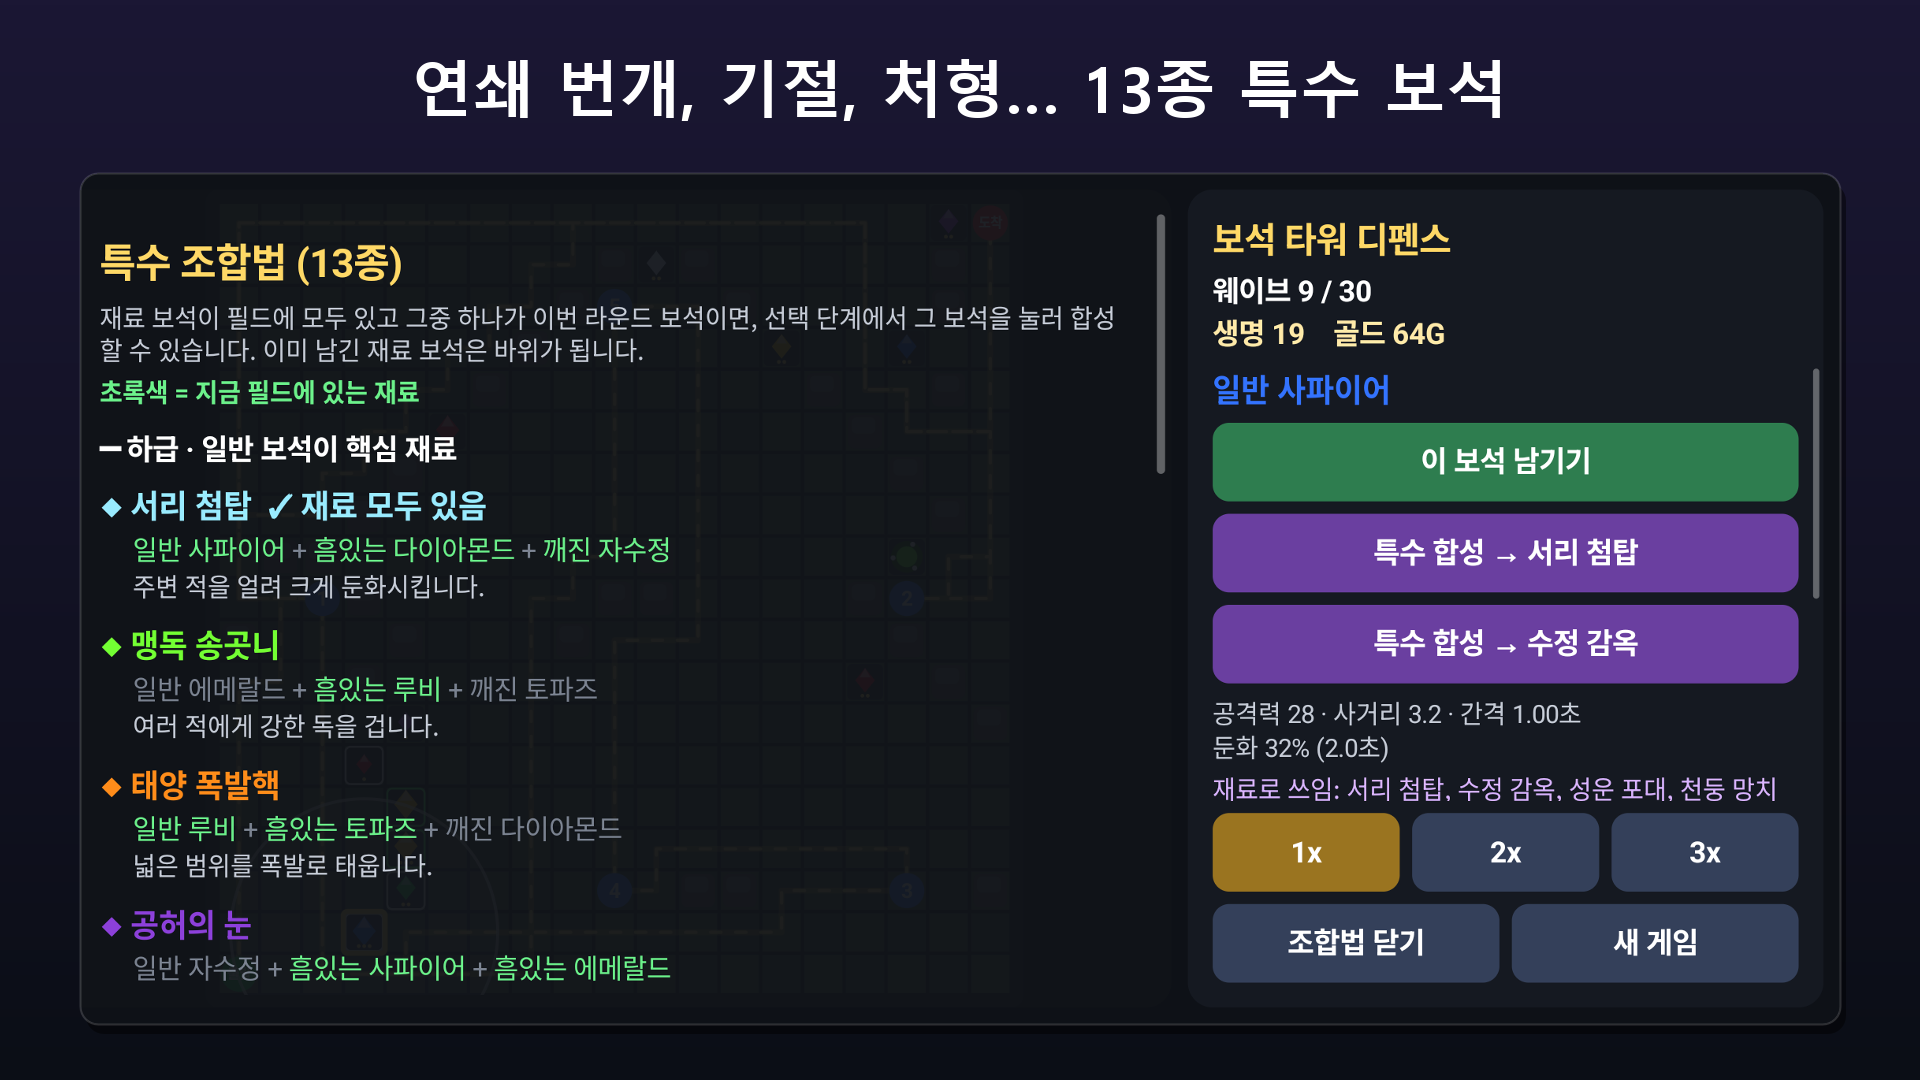 연쇄 번개, 기절, 처형... 13종 특수 보석
특수 조합법 (13종)
재료 보석이 필드에 모두 있고 그중 하나가 이번 라운드 보석이면, 선택 단계에서 그 보석을 눌러 합성
할 수 있습니다. 이미 남긴 재료 보석은 바위가 됩니다.
초록색 = 지금 필드에 있는 재료
━ 하급 · 일반 보석이 핵심 재료
◆ 서리 첨탑 ✓ 재료 모두 있음
일반 사파이어 + 흠있는 다이아몬드 + 깨진 자수정
주변 적을 얼려 크게 둔화시킵니다.
◆ 맹독 송곳니
일반 에메랄드 + 흠있는 루비 + 깨진 토파즈
여러 적에게 강한 독을 겁니다.
◆ 태양 폭발핵
일반 루비 + 흠있는 토파즈 + 깨진 다이아몬드
넓은 범위를 폭발로 태웁니다.
◆ 공허의 눈
일반 자수정 + 흠있는 사파이어 + 흠있는 에메랄드
도착
2
4
3
보석 타워 디펜스
웨이브 9 / 30
생명 19 골드 64G
일반 사파이어
이 보석 남기기
특수 합성 → 서리 첨탑
특수 합성 → 수정 감옥
공격력 28 · 사거리 3.2 · 간격 1.00초
둔화 32% (2.0초)
재료로 쓰임: 서리 첨탑, 수정 감옥, 성운 포대, 천둥 망치
1x 2x 3x
조합법 닫기 새 게임